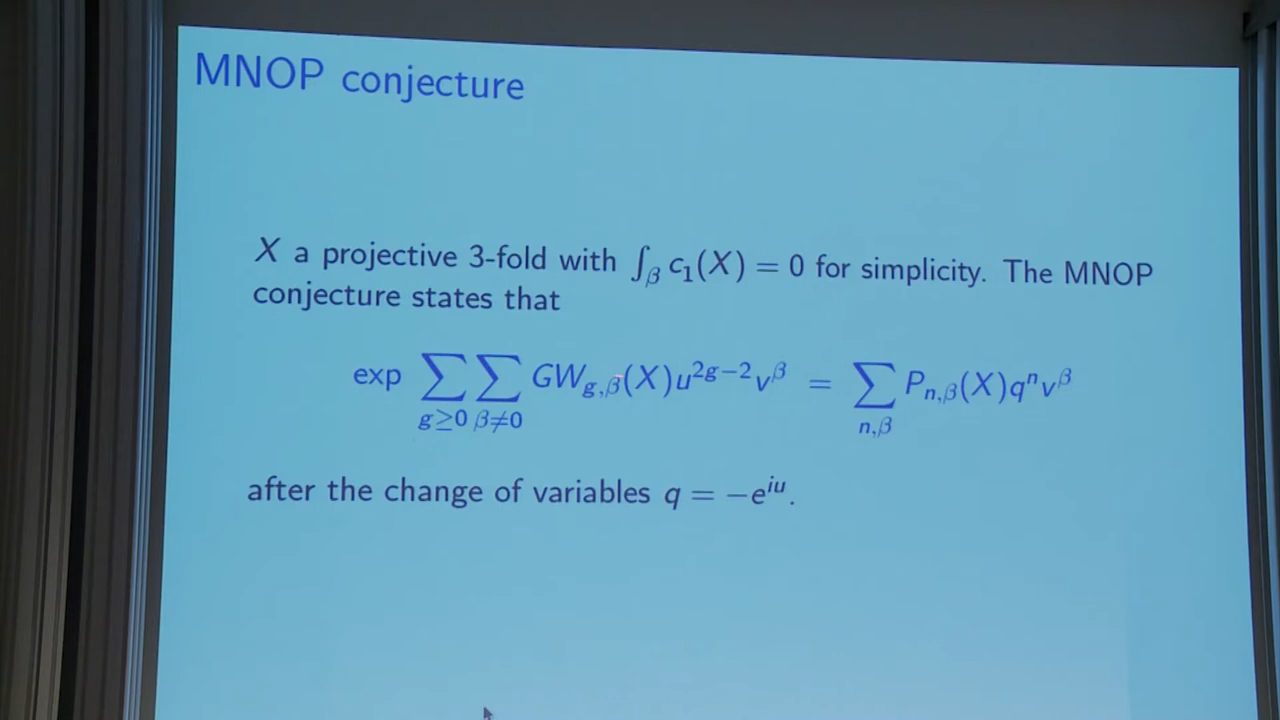 MNOP conjecture
X a projective 3-fold with ∫_β c₁(X) = 0 for simplicity. The MNOP
conjecture states that
exp ∑_{g≥0} ∑_{β≠0} GW_{g,β}(X)u^{2g−2}v^β = ∑_{n,β} P_{n,β}(X)q^n v^β
after the change of variables q = −e^{iu}.